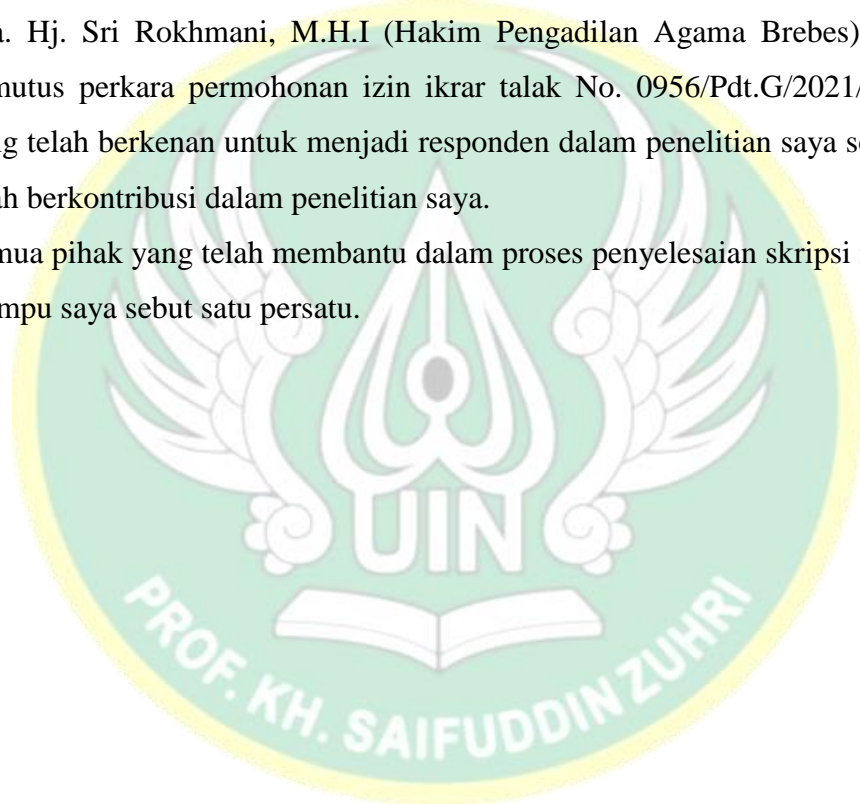 a. Hj. Sri Rokhmani, M.H.I (Hakim Pengadilan Agama Brebes)
mutus perkara permohonan izin ikrar talak No. 0956/Pdt.G/2021/
g telah berkenan untuk menjadi responden dalam penelitian saya se
ah berkontribusi dalam penelitian saya.
mua pihak yang telah membantu dalam proses penyelesaian skripsi
mpu saya sebut satu persatu.
UIN
PROF. KH. SAIFUDDIN ZUHRI